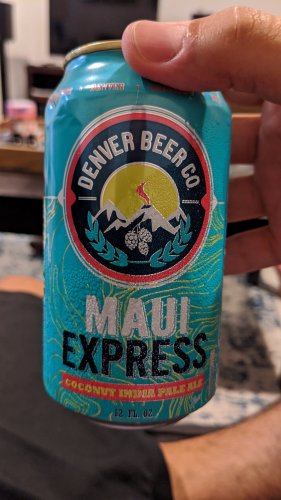 DENVER BEER CO
MAUI
EXPRESS
COCONUT INDIA PALE ALE
12 FL. OZ.